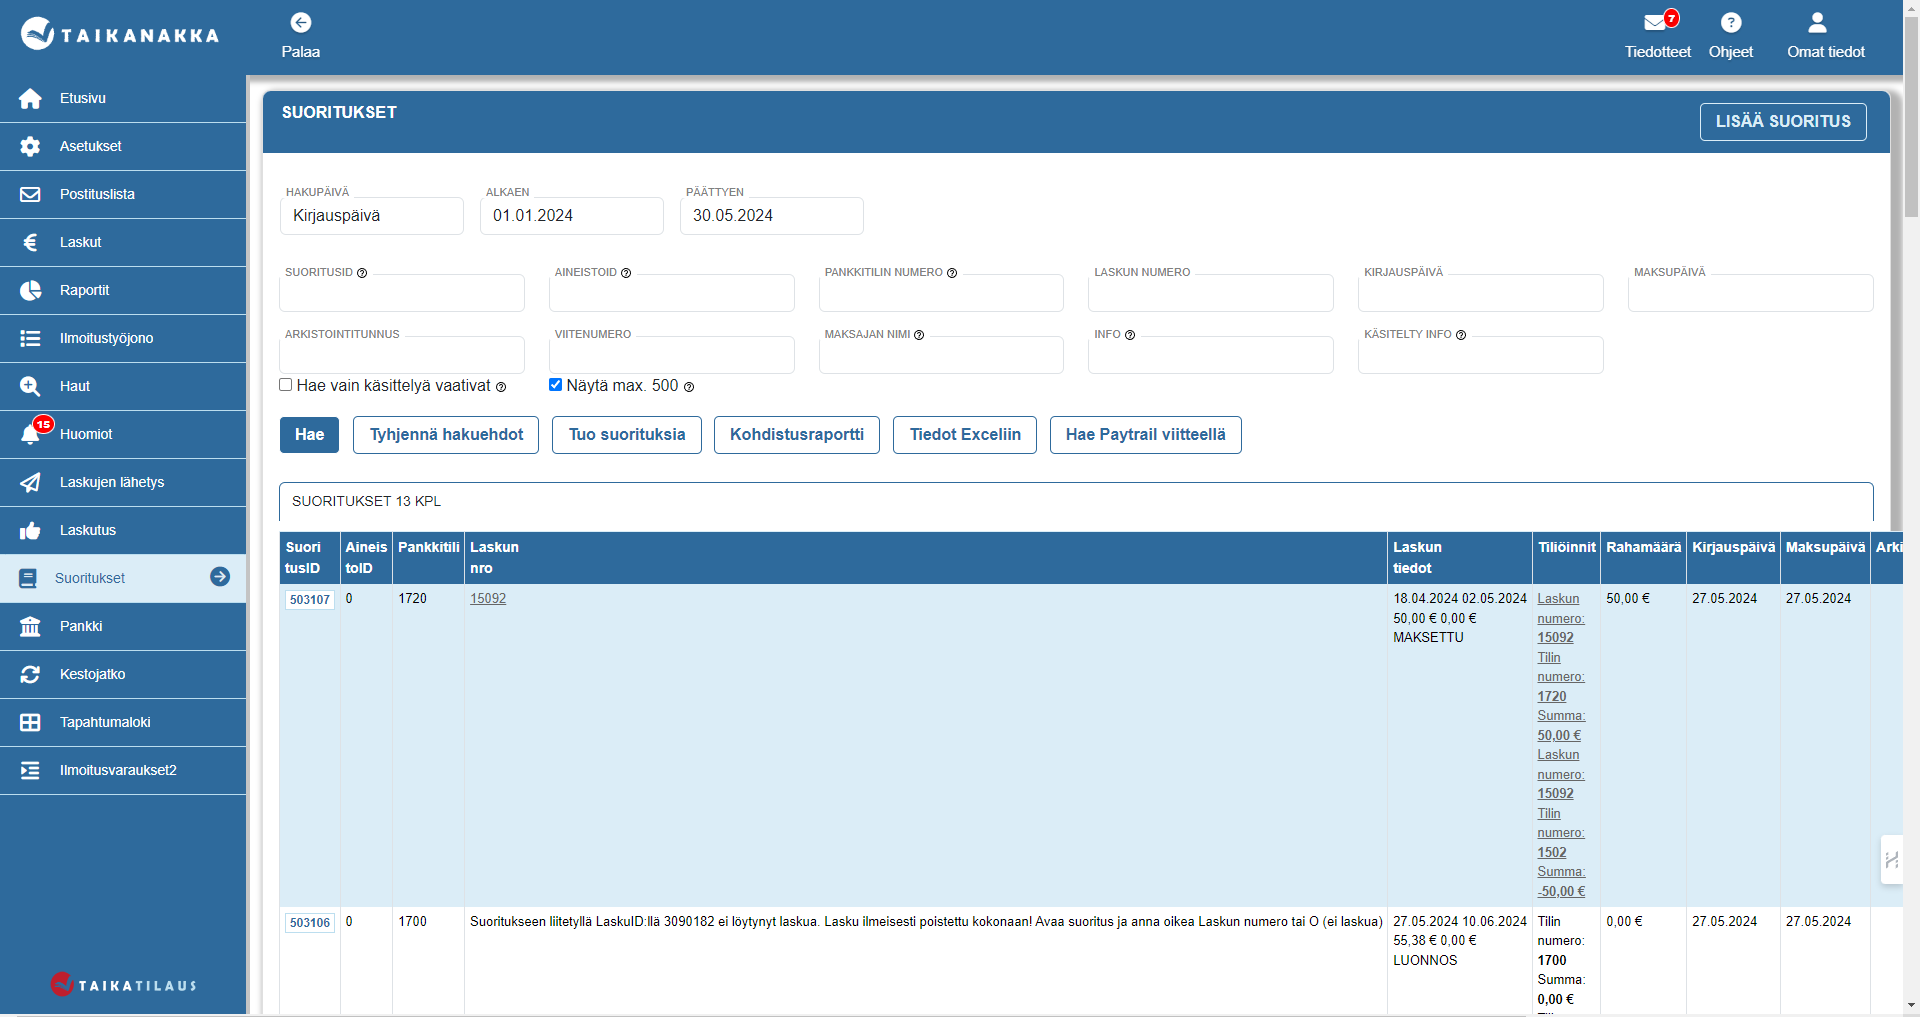 TAIKANAKKA
Palaa
7
Tiedotteet
Ohjeet
Omat tiedot
Etusivu
Asetukset
Postituslista
Laskut
Raportit
Ilmoitustyöjono
Haut
15
Huomiot
Laskujen lähetys
Laskutus
Suoritukset
Pankki
Kestojatko
Tapahtumaloki
Ilmoitusvaraukset2
TAIKATILAUS
SUORITUKSET
LISÄÄ SUORITUS
HAKUPÄIVÄ
Kirjauspäivä
ALKAEN
01.01.2024
PÄÄTTYEN
30.05.2024
SUORITUSID
AINEISTOID
PANKKITILIN NUMERO
LASKUN NUMERO
KIRJAUSPÄIVÄ
MAKSUPÄIVÄ
ARKISTOINTITUNNUS
VIITENUMERO
MAKSAJAN NIMI
INFO
KÄSITELTY INFO
Hae vain käsittelyä vaativat
Näytä max. 500
Hae
Tyhjennä hakuehdot
Tuo suorituksia
Kohdistusraportti
Tiedot Exceliin
Hae Paytrail viitteellä
SUORITUKSET 13 KPL
Suori
tusID
Aineis
toID
Pankkitili
Laskun
nro
Laskun
tiedot
Tiliöinnit
Rahamäärä
Kirjauspäivä
Maksupäivä
Arki
503107
0
1720
15092
18.04.2024 02.05.2024
50,00 € 0,00 €
MAKSETTU
Laskun
numero:
15092
Tilin
numero:
1720
Summa:
50,00 €
Laskun
numero:
15092
Tilin
numero:
1502
Summa:
-50,00 €
50,00 €
27.05.2024
27.05.2024
503106
0
1700
Suoritukseen liitetyllä LaskuID:llä 3090182 ei löytynyt laskua. Lasku ilmeisesti poistettu kokonaan! Avaa suoritus ja anna oikea Laskun numero tai O (ei laskua)
27.05.2024 10.06.2024
55,38 € 0,00 €
LUONNOS
Tilin
numero:
1700
Summa:
0,00 €
0,00 €
27.05.2024
27.05.2024